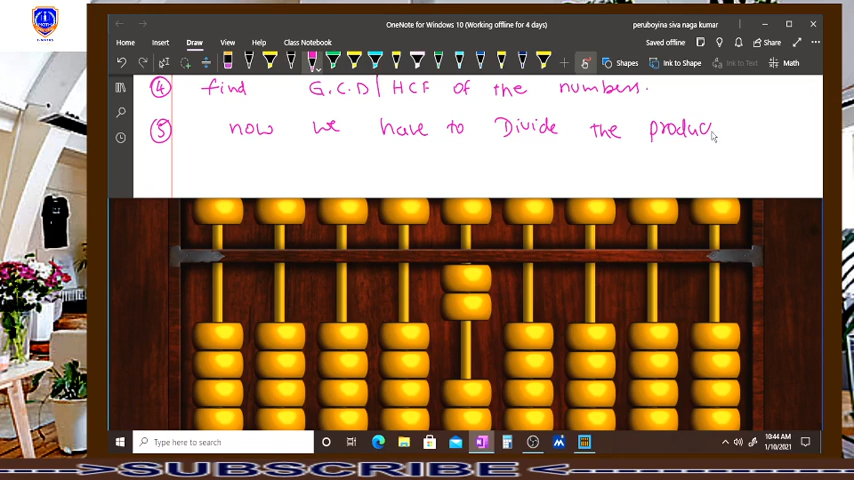 OneNote for Windows 10 (Working offline for 4 days)
peruboyina siva naga kumar
Home Insert Draw View Help Class Notebook
Saved offline Share
Shapes Ink to Shape Ink to Text Math
4 find G.C.D | HCF of the numbers.
5 now we have to Divide the produc
Type here to search
10:44 AM
1/10/2021
-->SUBSCRIBE<--